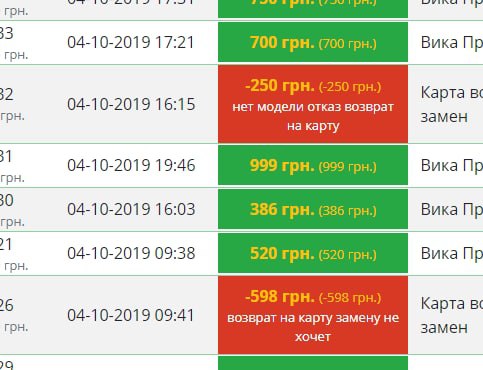 04-10-2019 17:31
грн.
33
04-10-2019 17:21
700 грн. (700 грн.)
Вика Пр
грн.
32
04-10-2019 16:15
-250 грн. (-250 грн.)
нет модели отказ возврат
на карту
Карта во
замен
грн.
31
04-10-2019 19:46
999 грн. (999 грн.)
Вика Пр
грн.
30
04-10-2019 16:03
386 грн. (386 грн.)
Вика Пр
грн.
21
04-10-2019 09:38
520 грн. (520 грн.)
Вика Пр
грн.
26
04-10-2019 09:41
-598 грн. (-598 грн.)
возврат на карту замену не
хочет
Карта во
замен
грн.
29